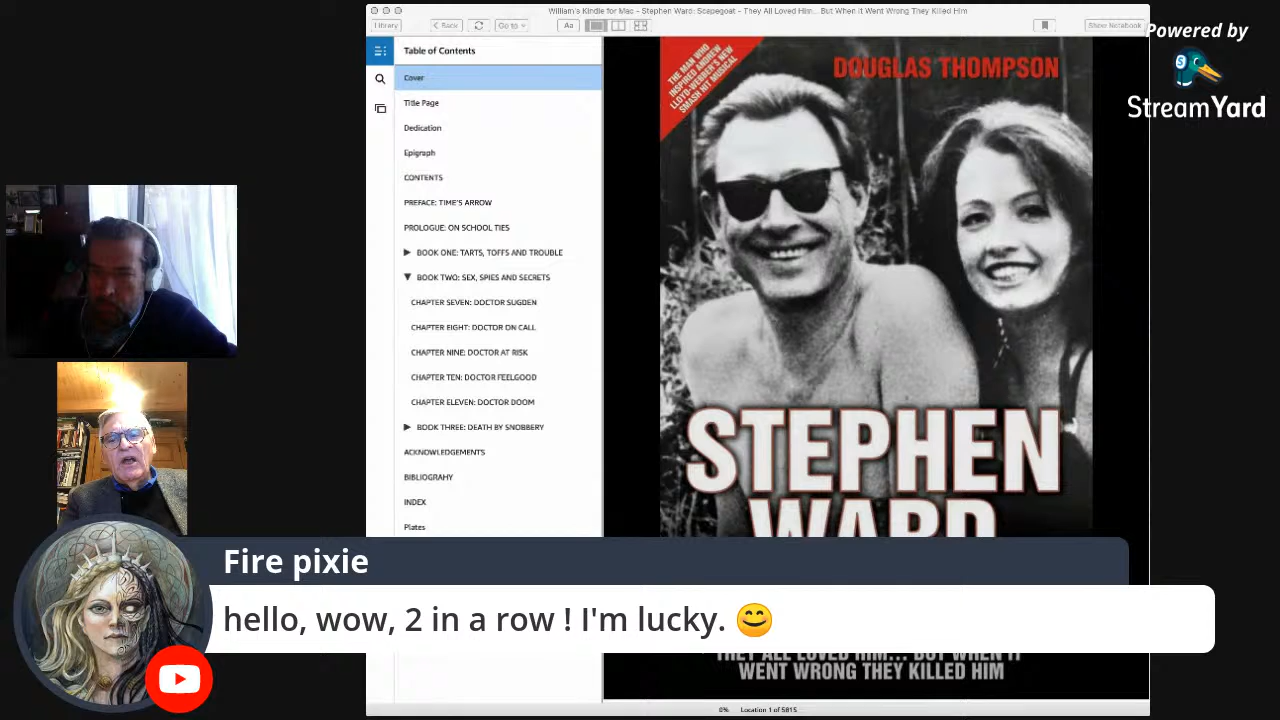 William's Kindle for Mac - Stephen Ward: Scapegoat - They All Loved Him... But When it Went Wrong They Killed Him
Library
Back
Go to
Aa
Show Notebook
Powered by
StreamYard
Table of Contents
Cover
Title Page
Dedication
Epigraph
CONTENTS
PREFACE: TIME'S ARROW
PROLOGUE: ON SCHOOL TIES
BOOK ONE: TARTS, TOFFS AND TROUBLE
BOOK TWO: SEX, SPIES AND SECRETS
CHAPTER SEVEN: DOCTOR SUGDEN
CHAPTER EIGHT: DOCTOR ON CALL
CHAPTER NINE: DOCTOR AT RISK
CHAPTER TEN: DOCTOR FEELGOOD
CHAPTER ELEVEN: DOCTOR DOOM
BOOK THREE: DEATH BY SNOBBERY
ACKNOWLEDGEMENTS
BIBLIOGRAHY
INDEX
Plates
THE MAN WHO
INSPIRED ANDREW
LLOYD-WEBBER'S NEW
SMASH HIT MUSICAL
DOUGLAS THOMPSON
STEPHEN
WARD
Fire pixie
hello, wow, 2 in a row ! I'm lucky. 😊
THEY ALL LOVED HIM... BUT WHEN IT
WENT WRONG THEY KILLED HIM
0% Location 1 of 5815